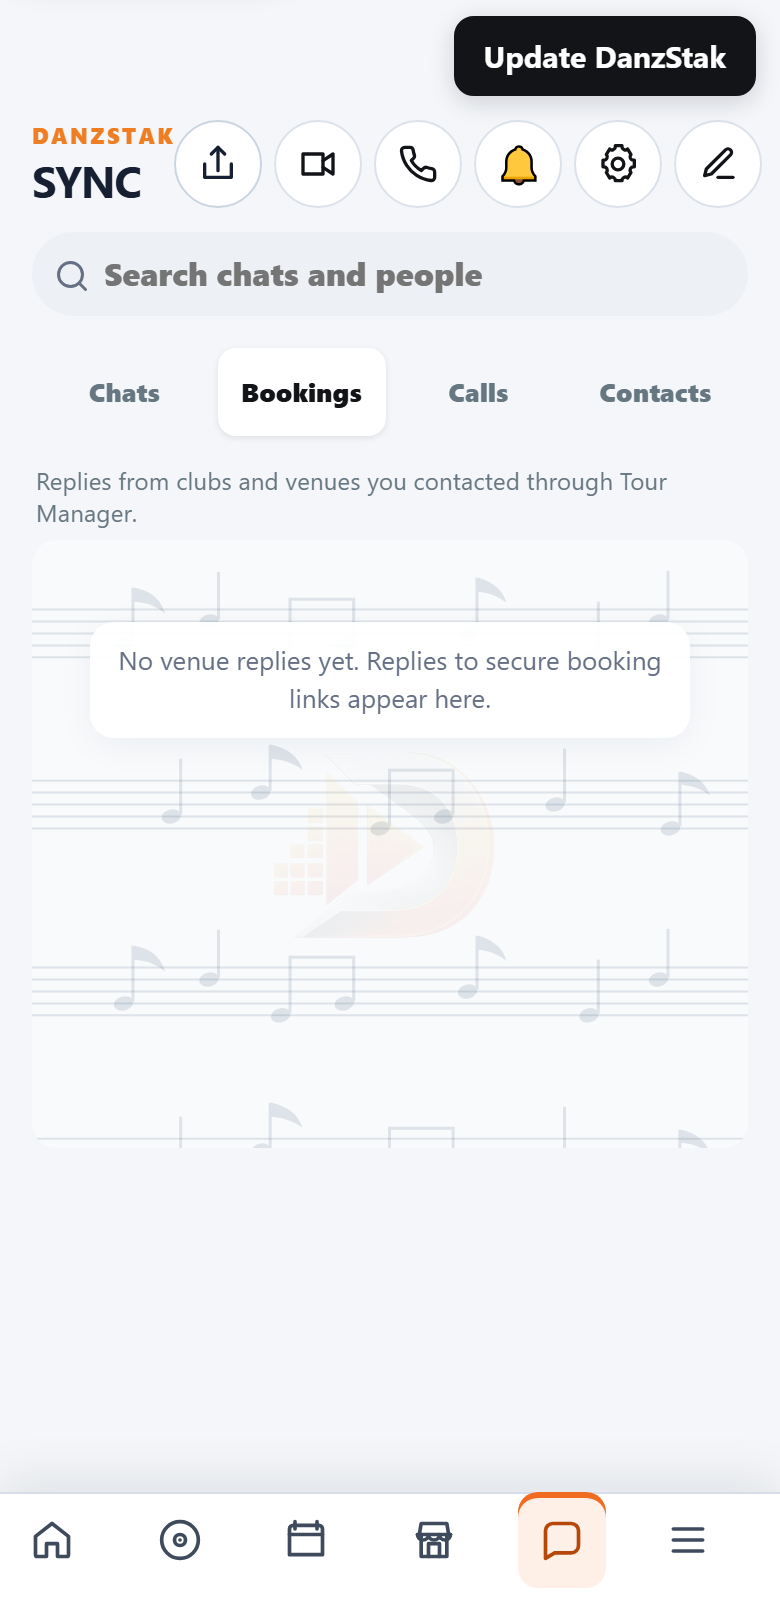 Update DanzStak
DANZSTAK
SYNC
Search chats and people
Chats
Bookings
Calls
Contacts
Replies from clubs and venues you contacted through Tour
Manager.
No venue replies yet. Replies to secure booking
links appear here.